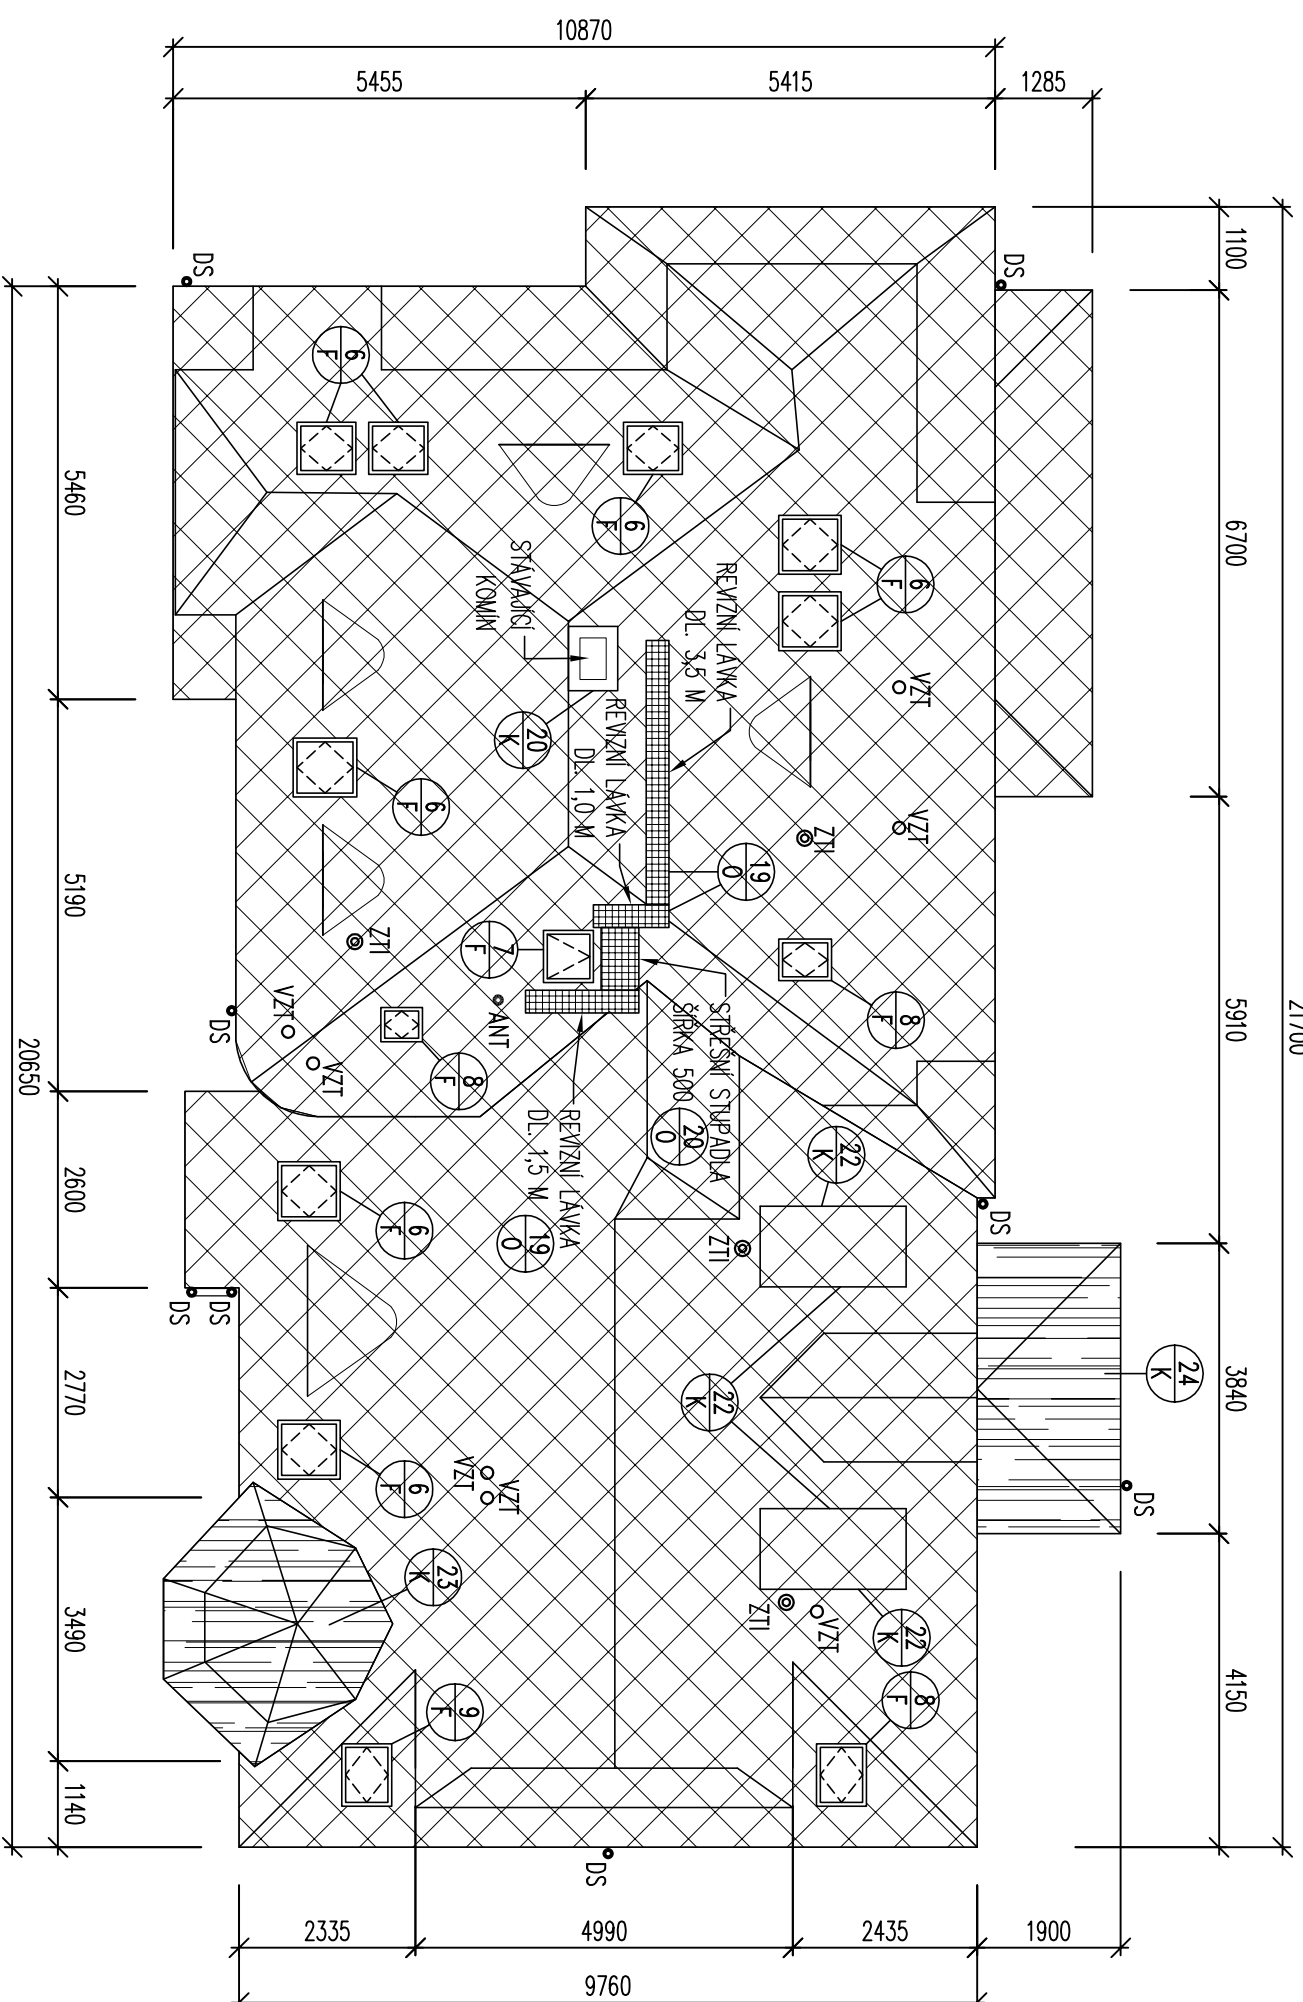 10870
5455
5415
1285
1100
21700
DS
DS
6
F
6
F
6
F
5460
6700
STÁVAJÍCÍ
KOMÍN
REVIZNÍ LÁVKA
DL. 3,5 M
VZT
20
K
REVIZNÍ LÁVKA
DL. 1,0 M
6
F
VZT
ZTI
19
O
5190
ZTI
7
F
8
F
5910
VZT
DS
VZT
ANT
8
F
STŘEŠNÍ STUPADLA
ŠÍŘKA 500
20
O
REVIZNÍ LÁVKA
DL. 1,5 M
19
O
22
K
20650
2600
6
F
ZTI
DS
DS
DS
2770
22
K
24
K
3840
6
F
VZT
VZT
DS
23
K
3490
ZTI
VZT
22
K
9
F
8
F
4150
1140
DS
2335
4990
2435
1900
9760